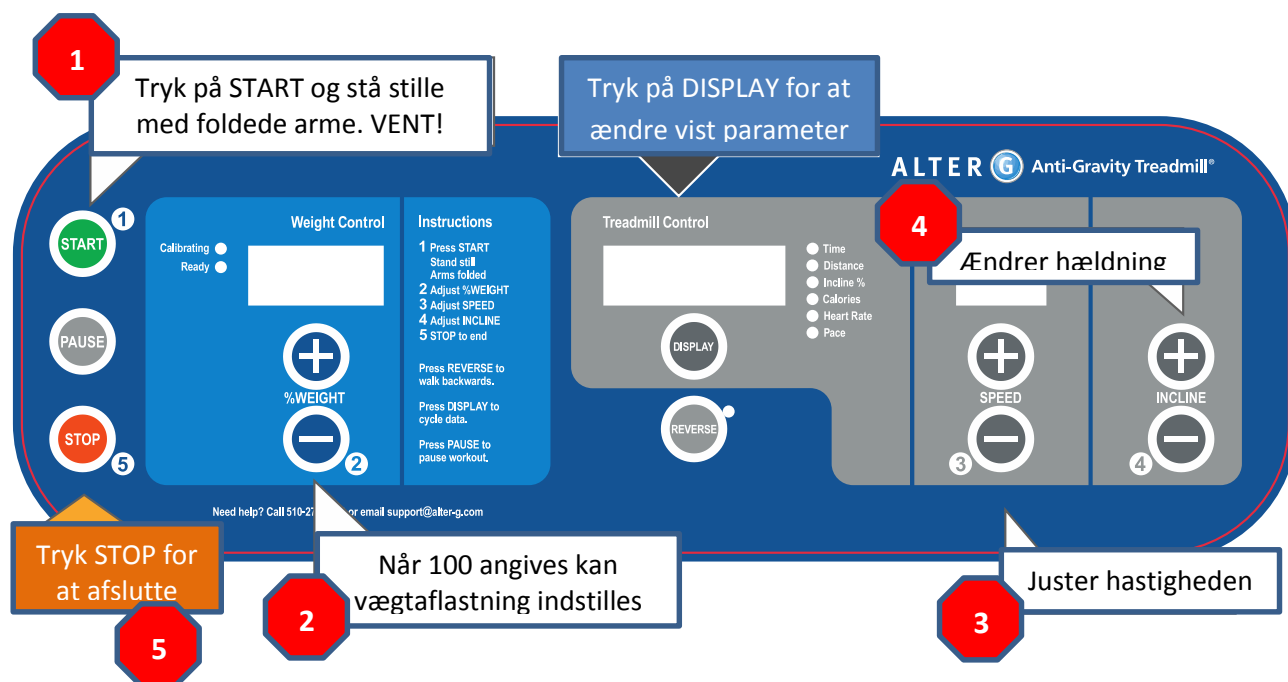 1
Tryk på START og stå stille
med foldede arme. VENT!
Tryk på DISPLAY for at
ændre vist parameter
ALTER G Anti-Gravity Treadmill®
4
Ændrer hældning
START
1
PAUSE
STOP
5
Weight Control
Calibrating
Ready
%WEIGHT
2
Instructions
1 Press START
Stand still
Arms folded
2 Adjust %WEIGHT
3 Adjust SPEED
4 Adjust INCLINE
5 STOP to end
Press REVERSE to
walk backwards.
Press DISPLAY to
cycle data.
Press PAUSE to
pause workout.
Treadmill Control
Time
Distance
Incline %
Calories
Heart Rate
Pace
DISPLAY
REVERSE
SPEED
3
INCLINE
4
Need help? Call 510-27 or email support@alter-g.com
Tryk STOP for
at afslutte
5
Når 100 angives kan
vægtaflastning indstilles
2
Juster hastigheden
3